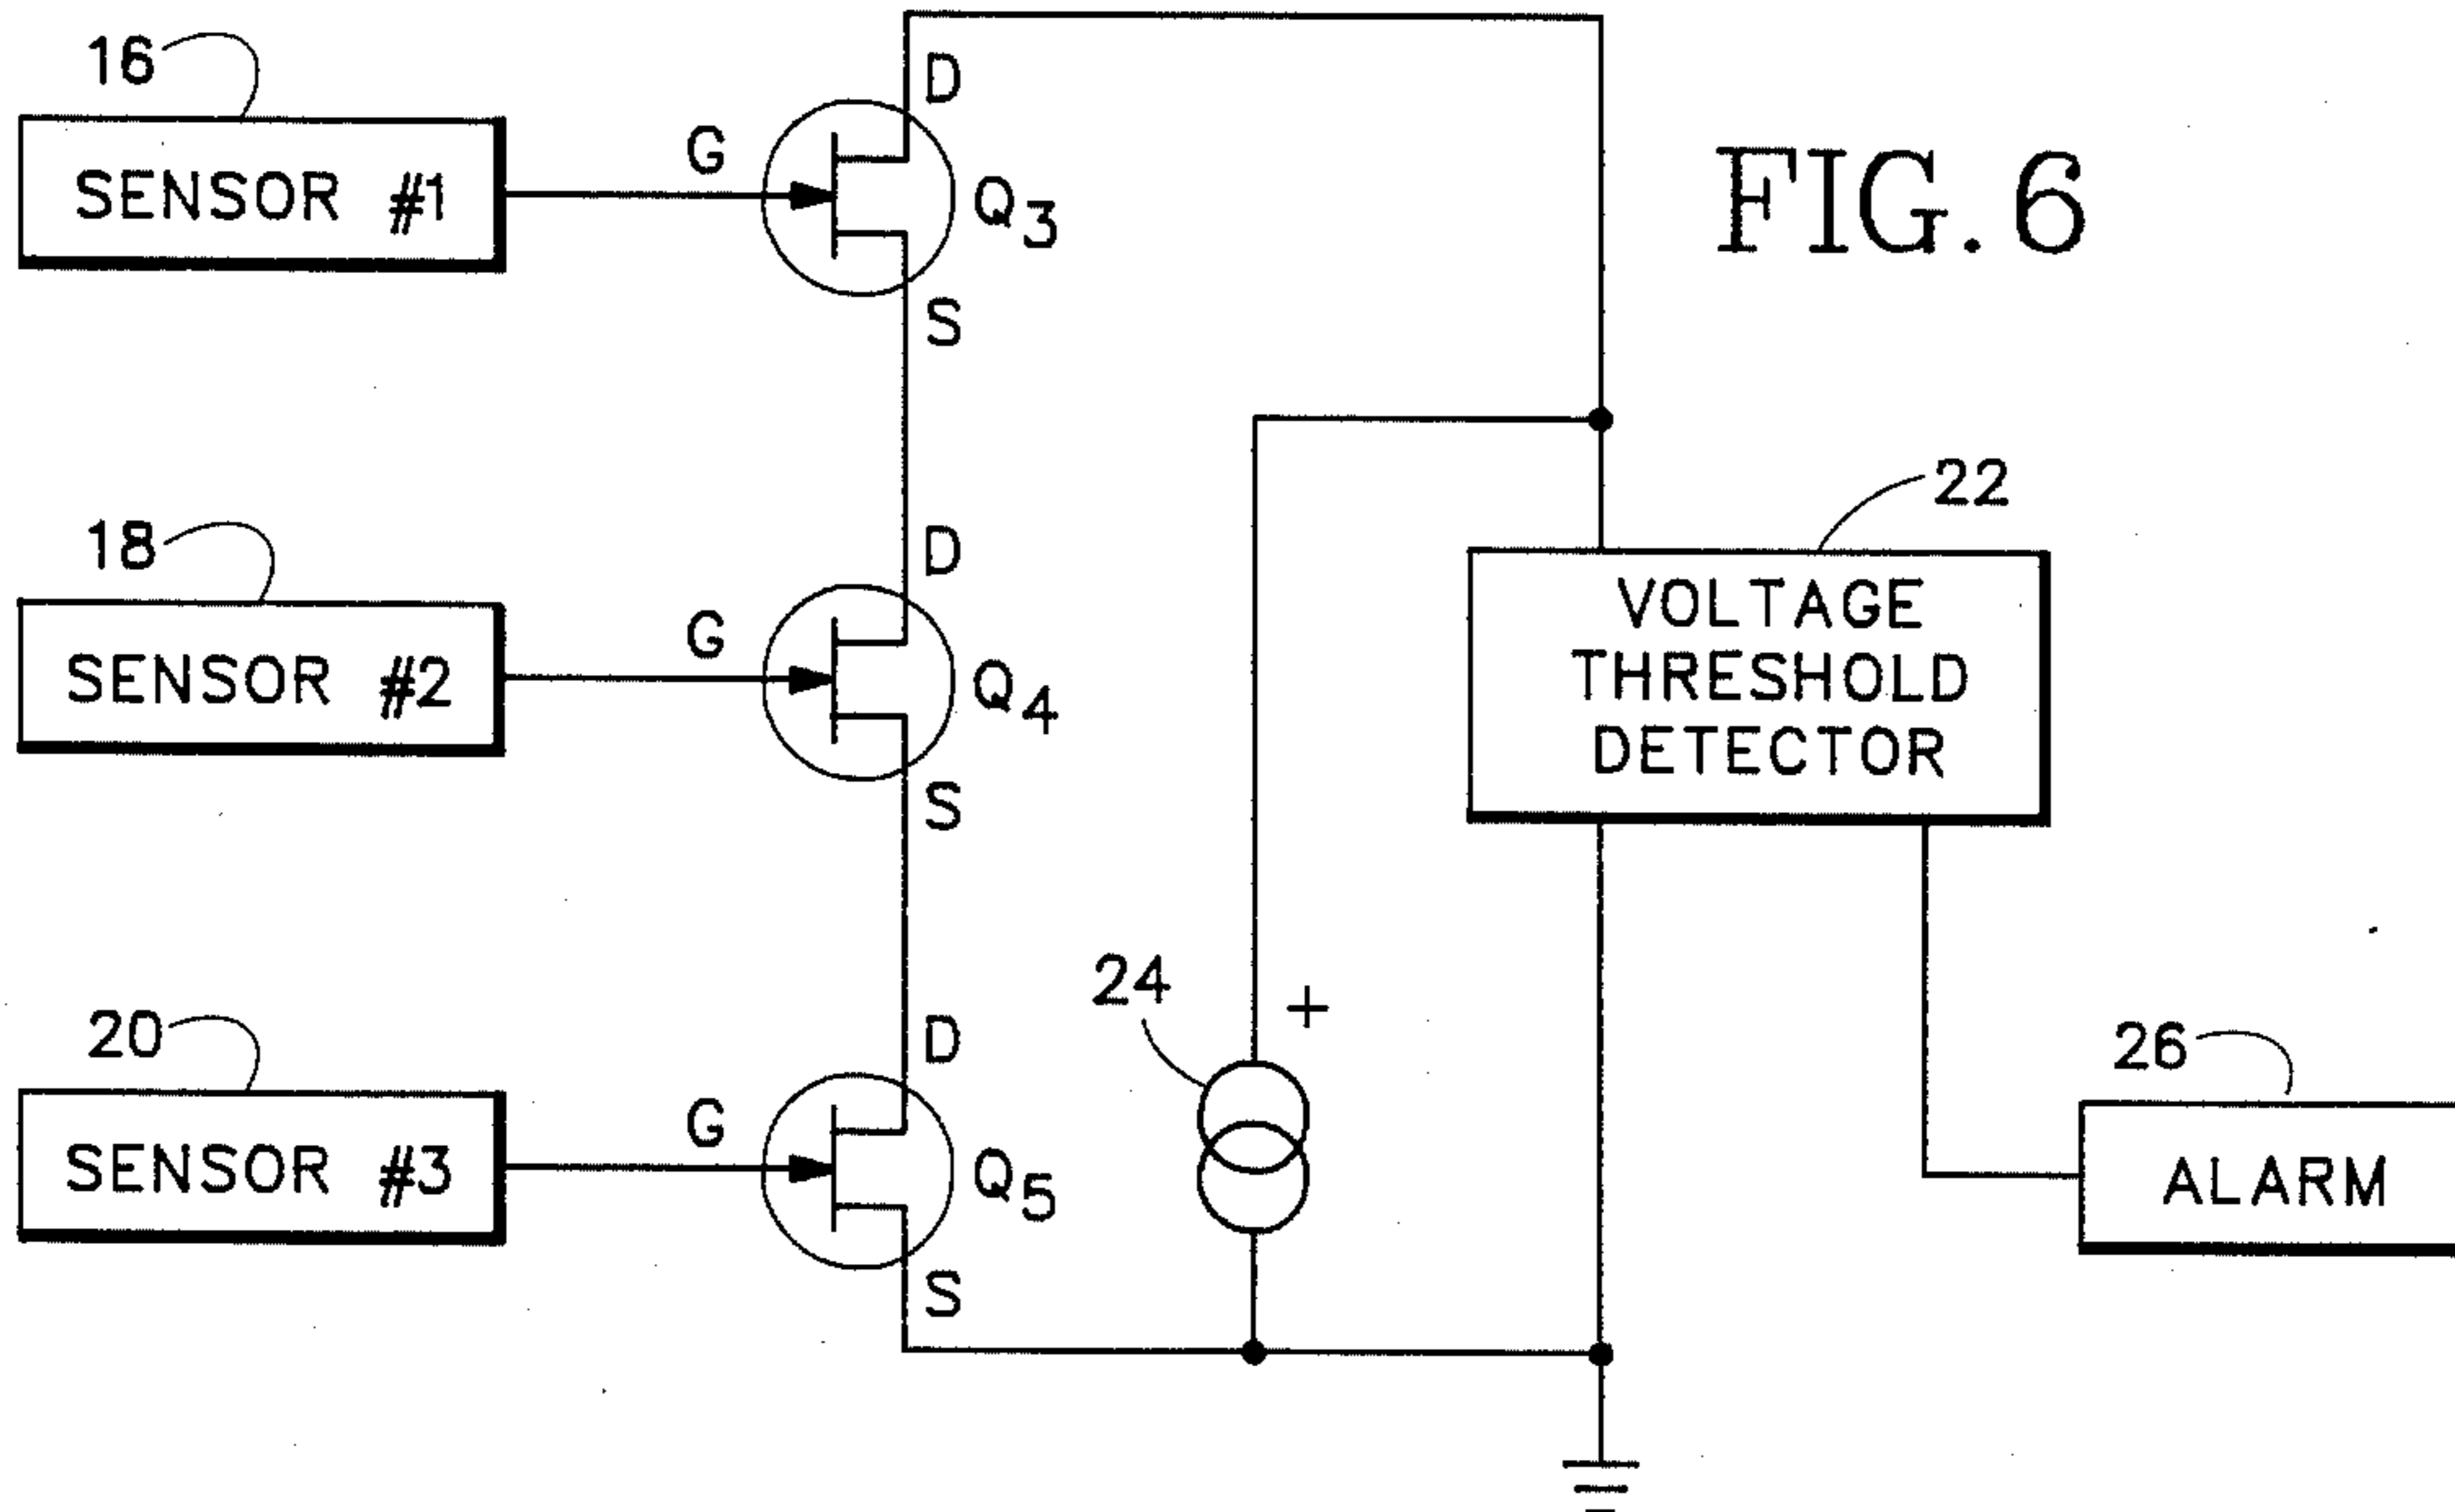 16
SENSOR #1
G
D
S
Q3
FIG. 6
18
SENSOR #2
G
D
S
Q4
22
VOLTAGE
THRESHOLD
DETECTOR
20
SENSOR #3
G
D
S
Q5
24
+
26
ALARM